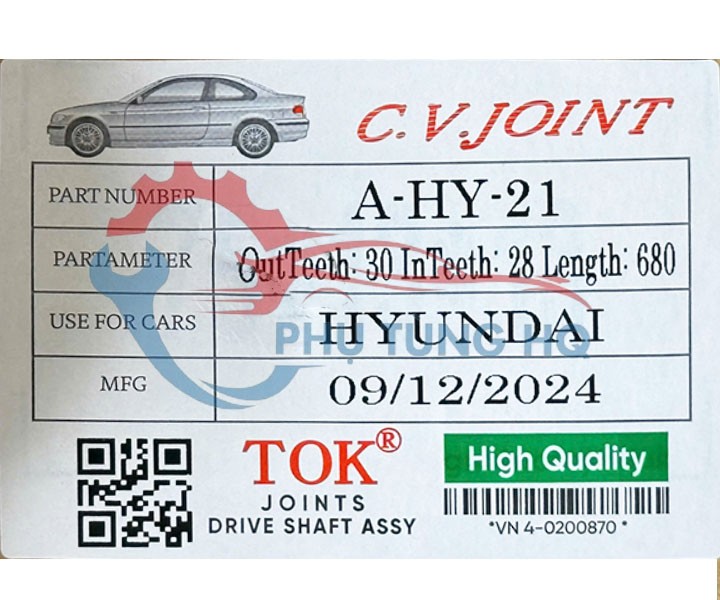 C.V.JOINT
PART NUMBER A-HY-21
PARTAMETER OutTeeth: 30 InTeeth: 28 Length: 680
USE FOR CARS HYUNDAI
PHỤ TÙNG HQ
MFG 09/12/2024
TOK®
JOINTS
DRIVE SHAFT ASSY
High Quality
*VN 4-0200870 *